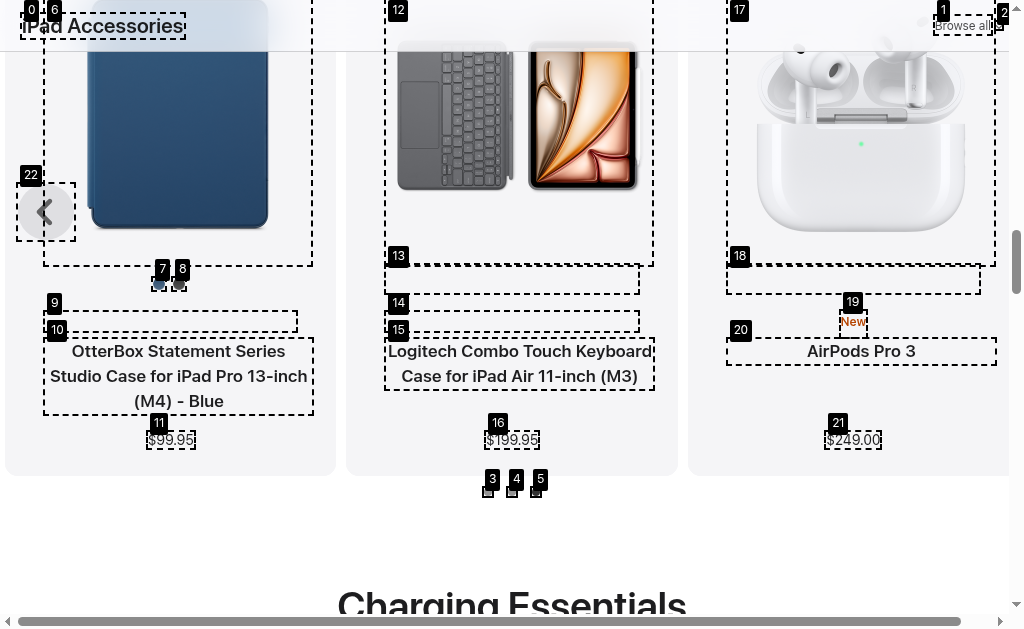 0 6 12 17 1 2
iPad Accessories
Browse all
22
7 8 13 18
9 14 19
New
10 15 20
OtterBox Statement Series
Studio Case for iPad Pro 13-inch
(M4) - Blue
11
$99.95
Logitech Combo Touch Keyboard
Case for iPad Air 11-inch (M3)
16
$199.95
AirPods Pro 3
21
$249.00
3 4 5
Charging Essentials